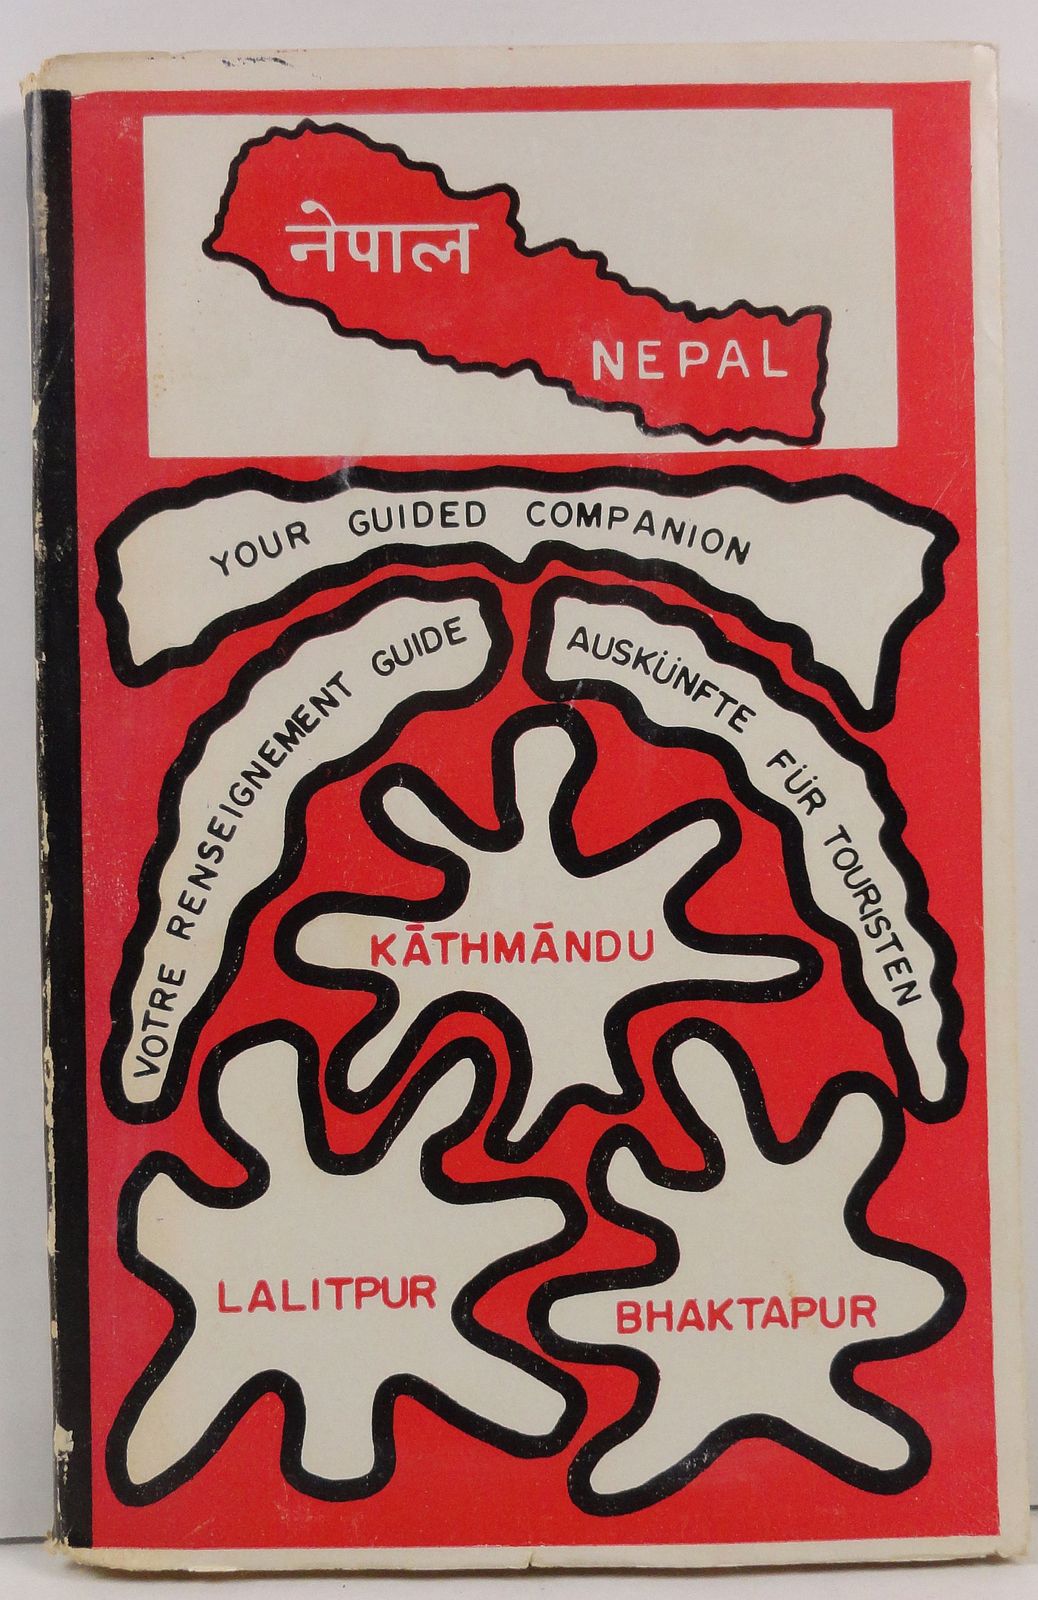 नेपाल
NEPAL
YOUR GUIDED COMPANION
VOTRE RENSEIGNEMENT GUIDE
AUSKÜNFTE FÜR TOURISTEN
KĀTHMĀNDU
LALITPUR
BHAKTAPUR